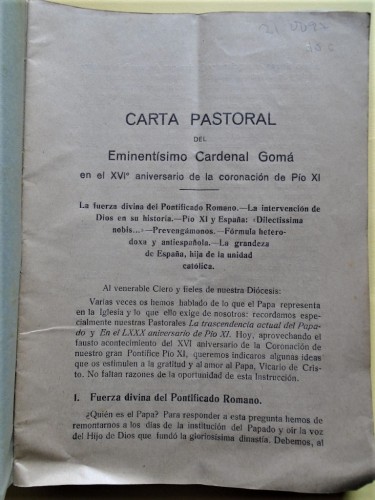 CARTA PASTORAL
DEL
Eminentísimo Cardenal Gomá
en el XVIº aniversario de la coronación de Pío XI
La fuerza divina del Pontificado Romano.—La intervención de
Dios en su historia.—Pío XI y España: «Dilectissima
nobis...»—Prevengámonos.—Fórmula hetero-
doxa y antiespañola.—La grandeza
de España, hija de la unidad
católica.
Al venerable Clero y fieles de nuestra Diócesis:
Varias veces os hemos hablado de lo que el Papa representa
en la Iglesia y lo que ello exige de nosotros: recordamos espe-
cialmente nuestras Pastorales La trascendencia actual del Papa-
do y En el LXXX aniversario de Pío XI. Hoy, aprovechando el
fausto acontecimiento del XVI aniversario de la Coronación de
nuestro gran Pontífice Pío XI, queremos indicaros algunas ideas
que os estimulen a la gratitud y al amor al Papa, Vicario de Cris-
to. No faltan razones de la oportunidad de esta Instrucción.
I. Fuerza divina del Pontificado Romano.
¿Quién es el Papa? Para responder a esta pregunta hemos de
remontarnos a los días de la institución del Papado y oir la voz
del Hijo de Dios que fundó la gloriosísima dinastía. Debemos, al